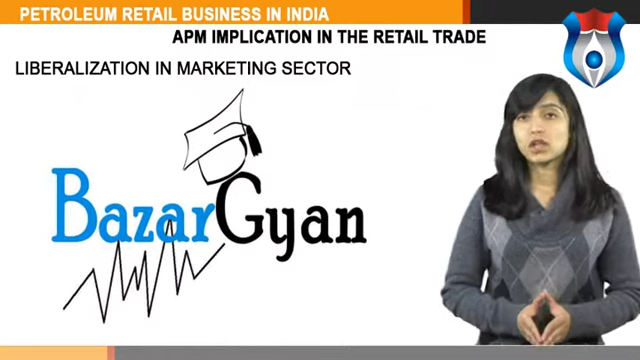 PETROLEUM RETAIL BUSINESS IN INDIA
APM IMPLICATION IN THE RETAIL TRADE
LIBERALIZATION IN MARKETING SECTOR
BazarGyan